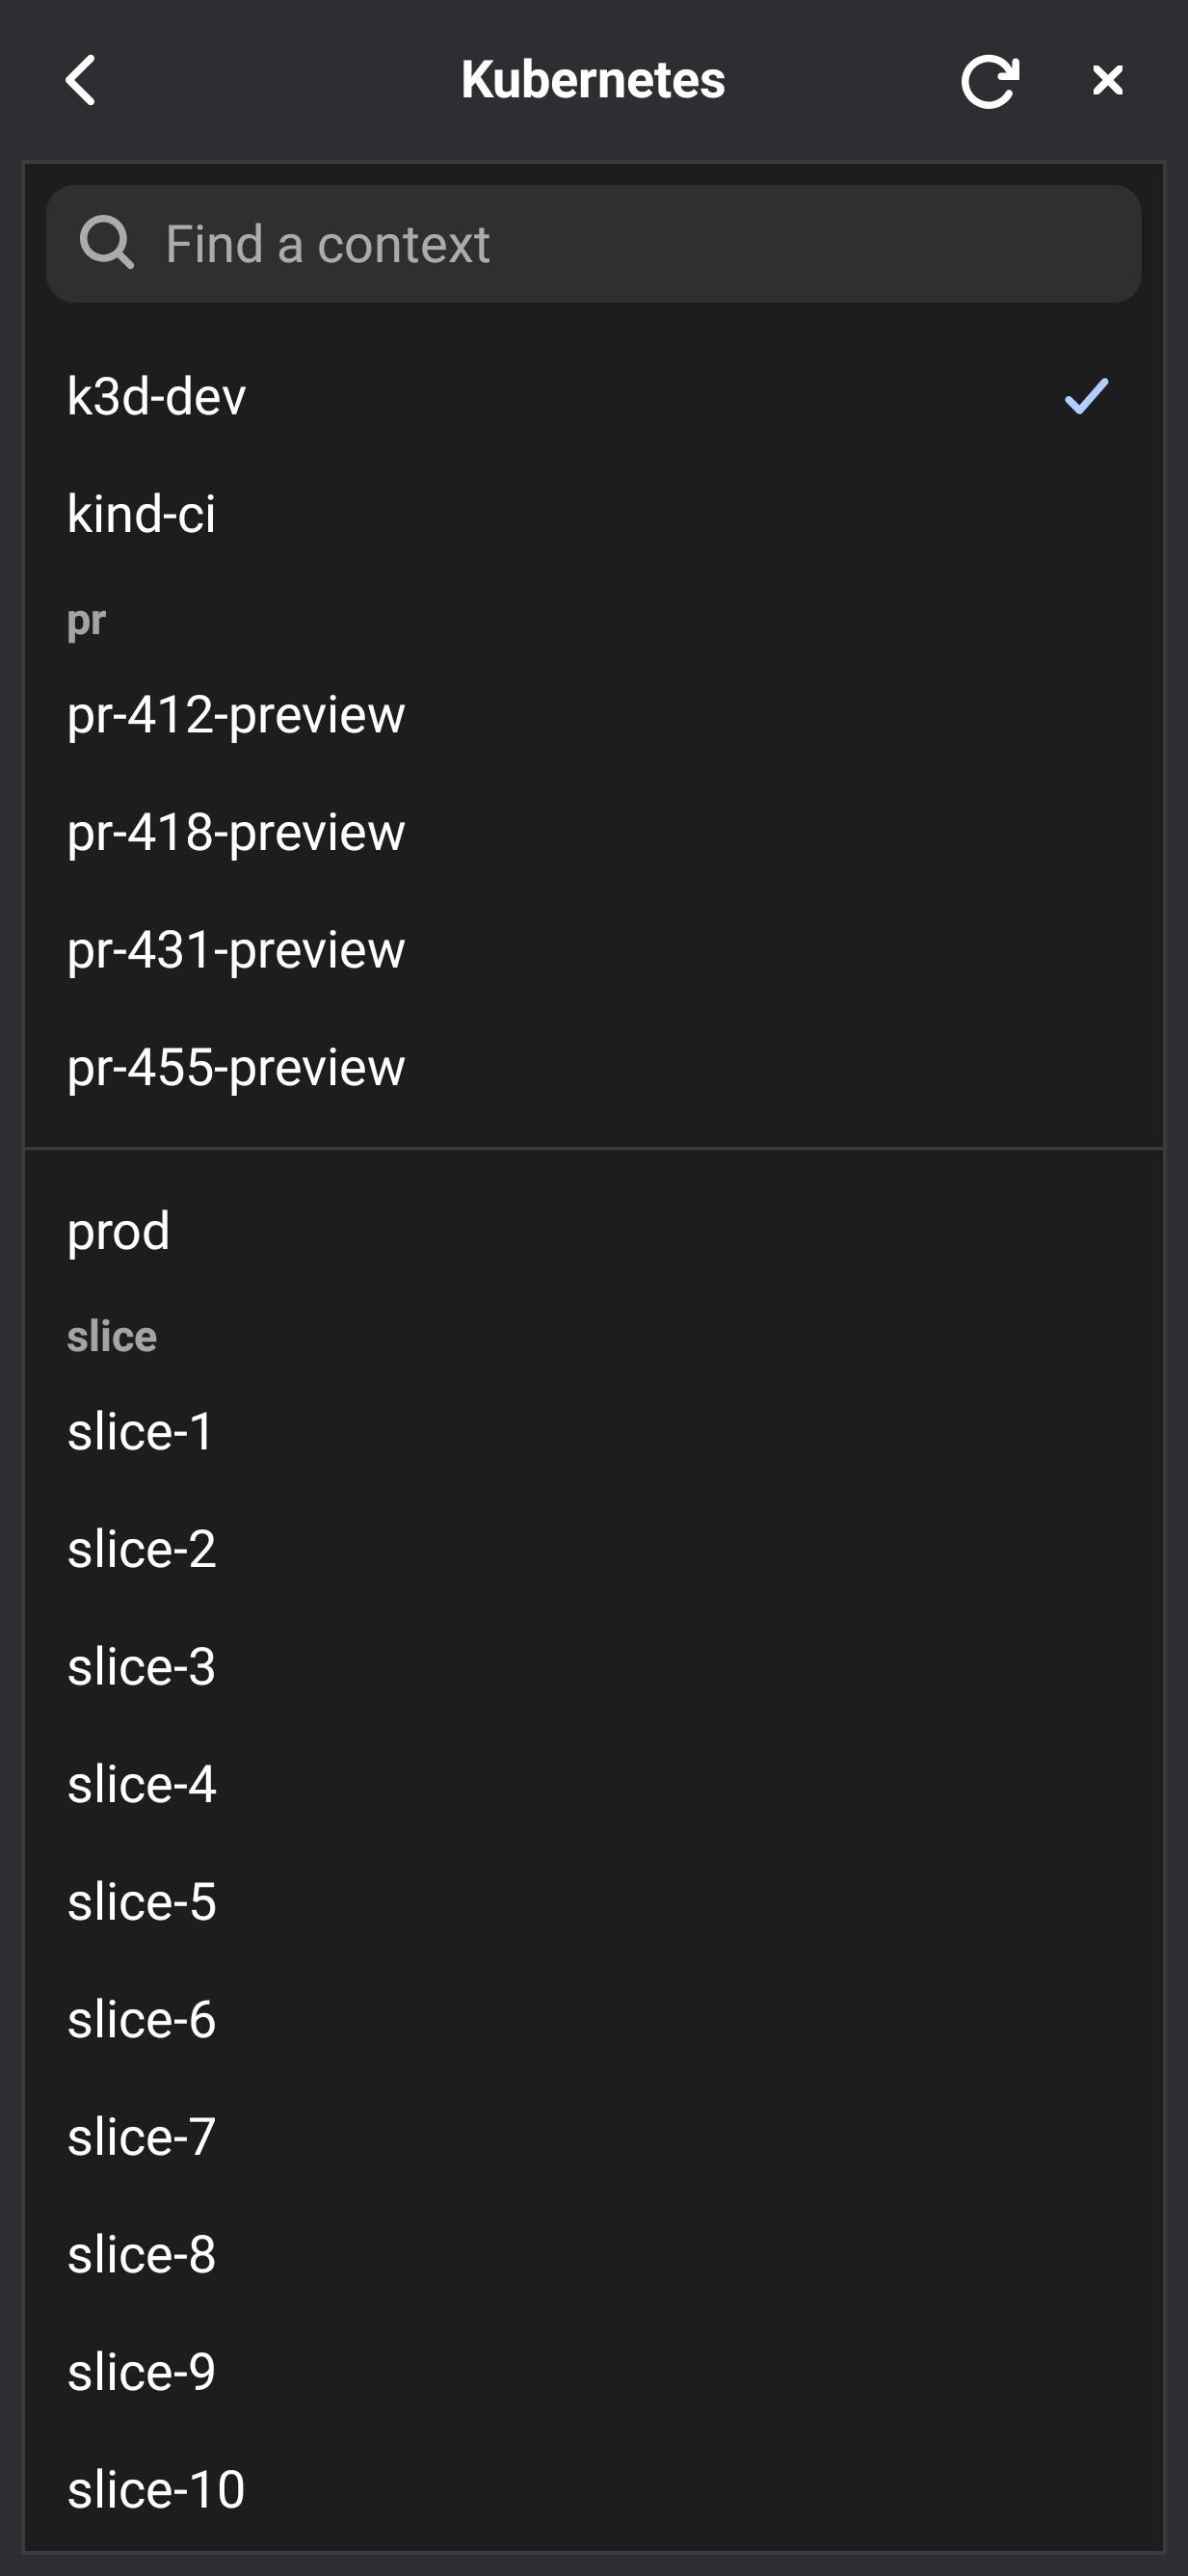 Kubernetes
Find a context
k3d-dev
kind-ci
pr
pr-412-preview
pr-418-preview
pr-431-preview
pr-455-preview
prod
slice
slice-1
slice-2
slice-3
slice-4
slice-5
slice-6
slice-7
slice-8
slice-9
slice-10